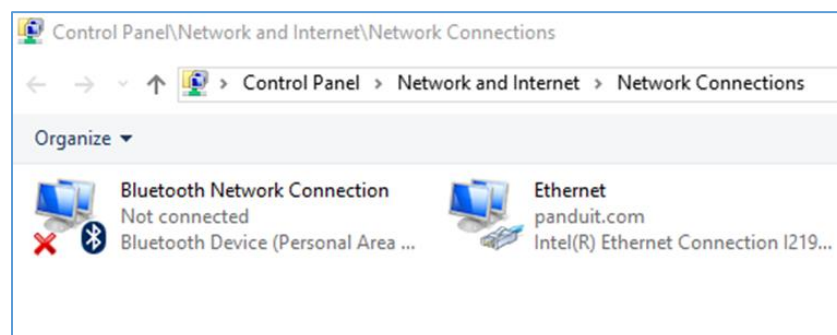 Control Panel\Network and Internet\Network Connections
Control Panel > Network and Internet > Network Connections
Organize
Bluetooth Network Connection
Not connected
Bluetooth Device (Personal Area ...
Ethernet
panduit.com
Intel(R) Ethernet Connection I219...